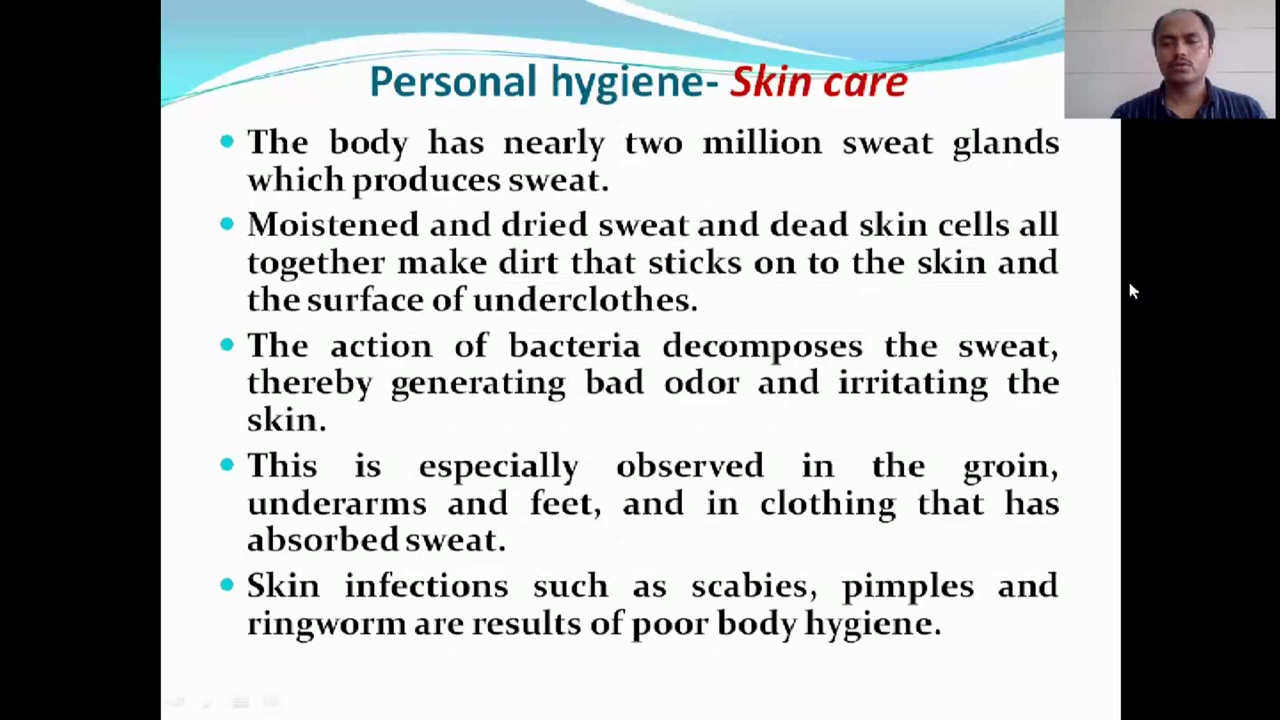 Personal hygiene- Skin care
• The body has nearly two million sweat glands
which produces sweat.
• Moistened and dried sweat and dead skin cells all
together make dirt that sticks on to the skin and
the surface of underclothes.
• The action of bacteria decomposes the sweat,
thereby generating bad odor and irritating the
skin.
• This is especially observed in the groin,
underarms and feet, and in clothing that has
absorbed sweat.
• Skin infections such as scabies, pimples and
ringworm are results of poor body hygiene.